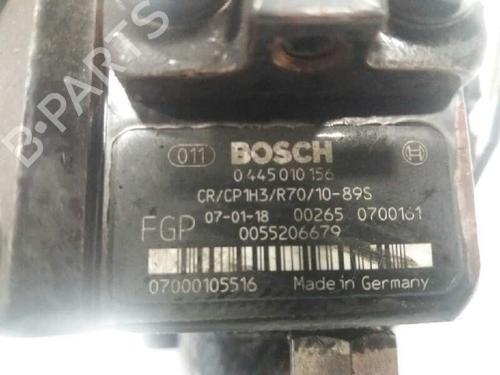 B-PARTS
011 BOSCH
0 445 010 156
CR/CP1H3/R70/10-89S
FGP 07-01-18 00265 0700161
0055206679
07000105516 Made in Germany